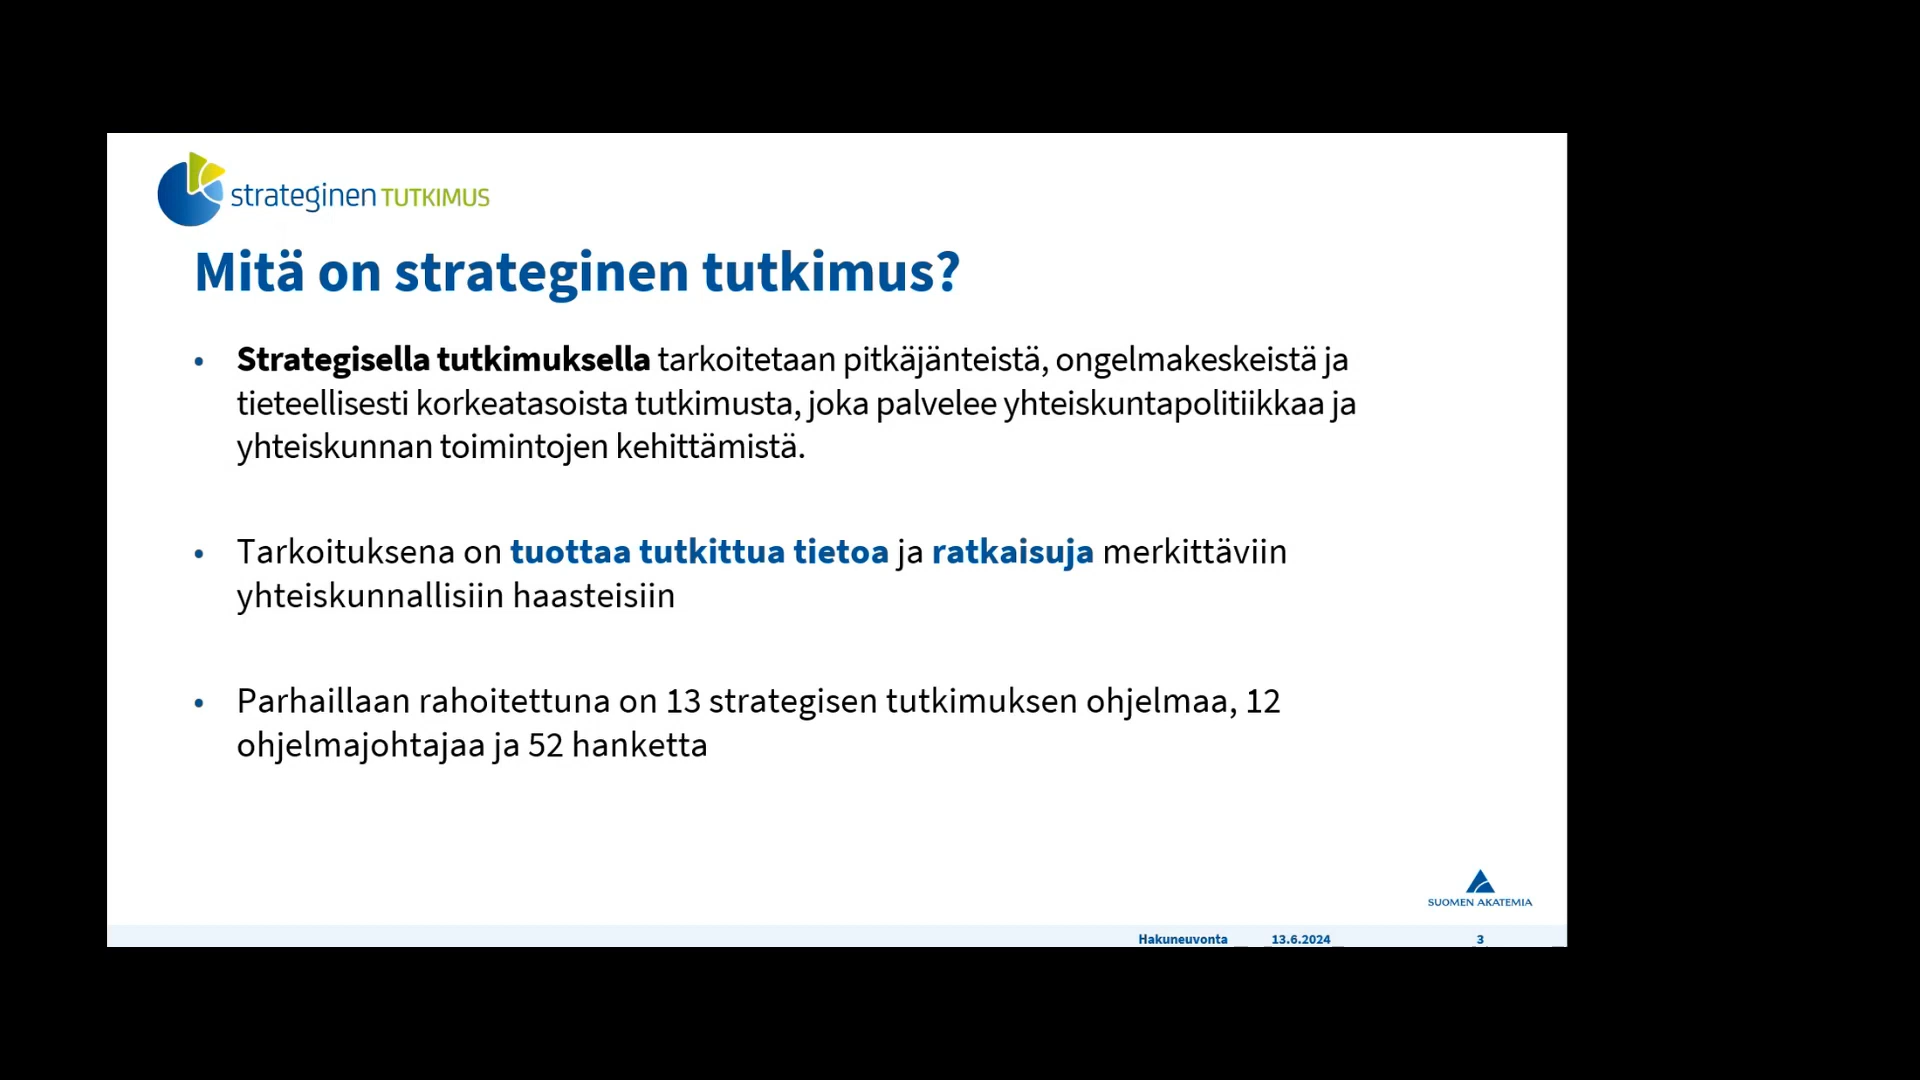 strateginen TUTKIMUS
Mitä on strateginen tutkimus?
• Strategisella tutkimuksella tarkoitetaan pitkäjänteistä, ongelmakeskeistä ja
tieteellisesti korkeatasoista tutkimusta, joka palvelee yhteiskuntapolitiikkaa ja
yhteiskunnan toimintojen kehittämistä.
• Tarkoituksena on tuottaa tutkittua tietoa ja ratkaisuja merkittäviin
yhteiskunnallisiin haasteisiin
• Parhaillaan rahoitettuna on 13 strategisen tutkimuksen ohjelmaa, 12
ohjelmajohtajaa ja 52 hanketta
SUOMEN AKATEMIA
Hakuneuvonta 13.6.2024 3